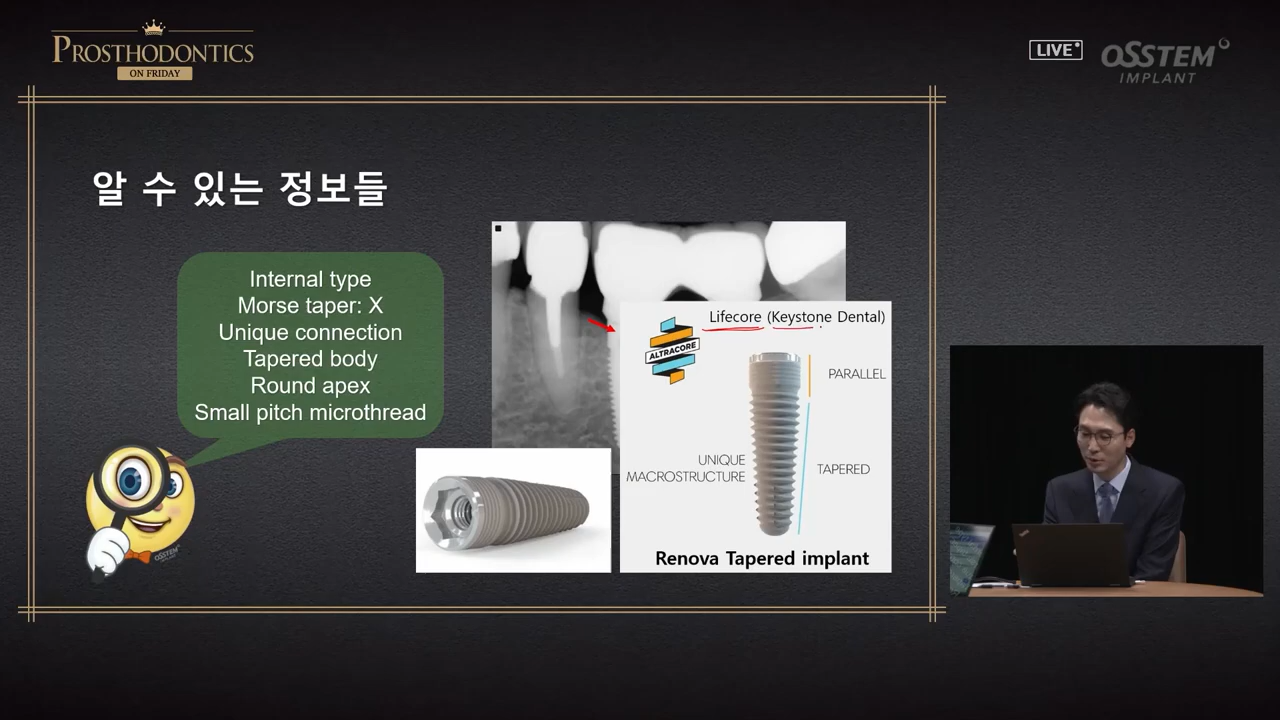 PROSTHODONTICS
ON FRIDAY
LIVE
OSSTEM
IMPLANT
알 수 있는 정보들
Internal type
Morse taper: X
Unique connection
Tapered body
Round apex
Small pitch microthread
OSSTEM
Lifecore (Keystone Dental)
ALTRACORE
PARALLEL
UNIQUE
MACROSTRUCTURE
TAPERED
Renova Tapered implant